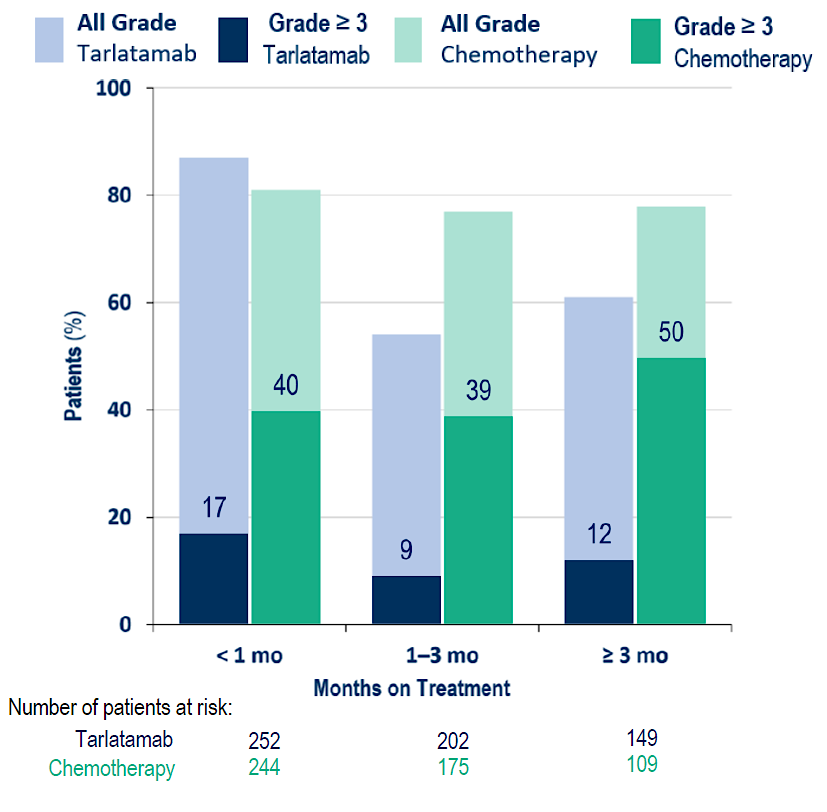 All Grade Tarlatamab
Grade ≥ 3 Tarlatamab
All Grade Chemotherapy
Grade ≥ 3 Chemotherapy
Patients (%)
100
80
60
40
20
0
17
40
9
39
12
50
< 1 mo
1–3 mo
≥ 3 mo
Months on Treatment
Number of patients at risk:
Tarlatamab 252 202 149
Chemotherapy 244 175 109